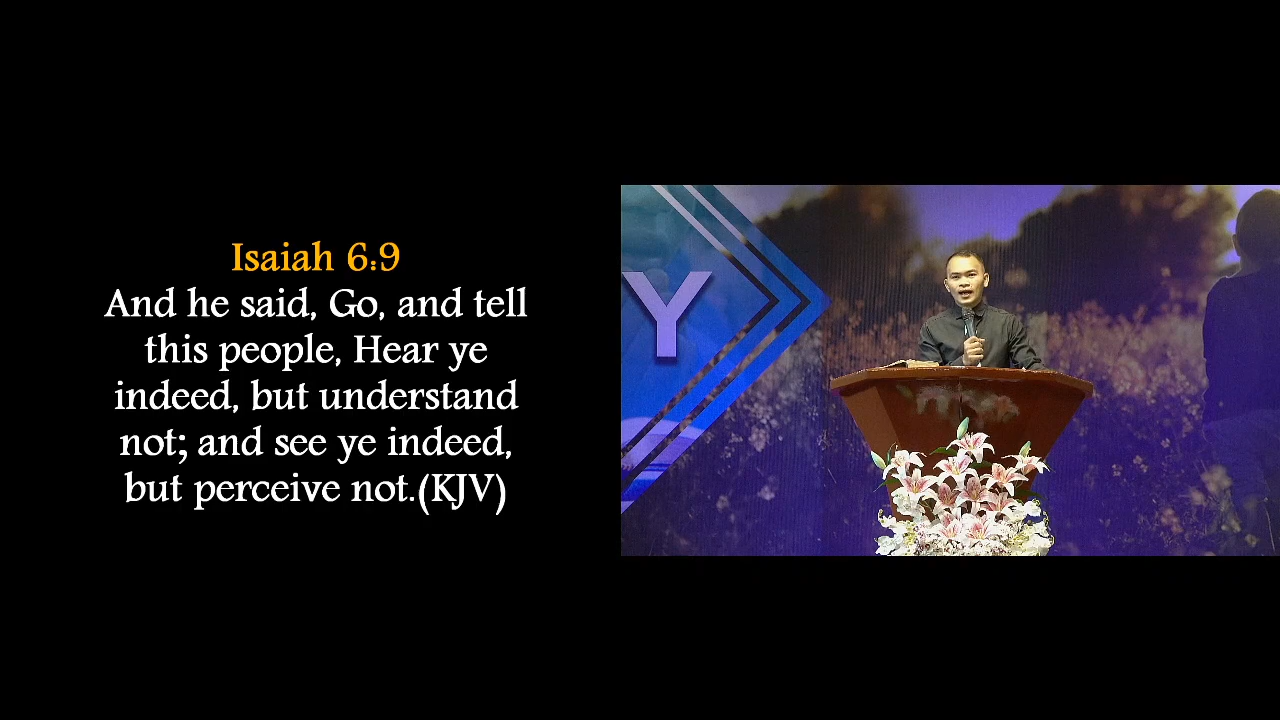 Isaiah 6:9
And he said, Go, and tell
this people, Hear ye
indeed, but understand
not; and see ye indeed,
but perceive not.(KJV)
Y